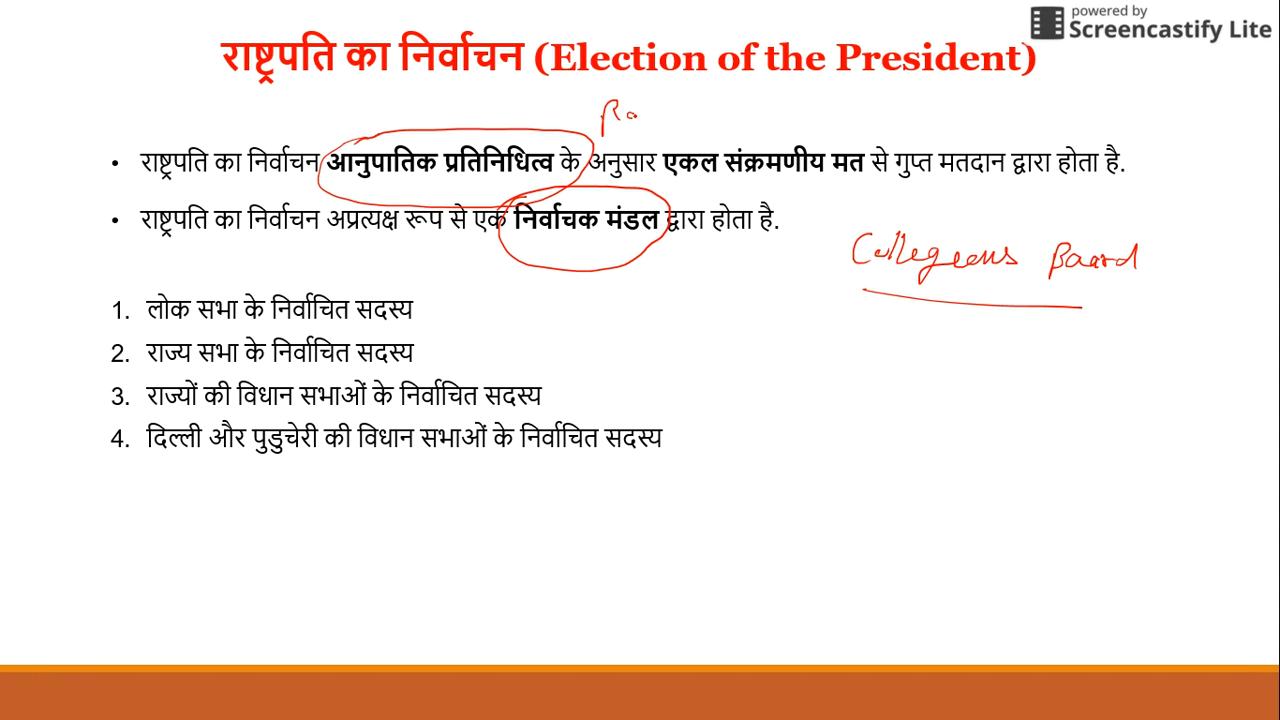 powered by
Screencastify Lite
राष्ट्रपति का निर्वाचन (Election of the President)
• राष्ट्रपति का निर्वाचन आनुपातिक प्रतिनिधित्व के अनुसार एकल संक्रमणीय मत से गुप्त मतदान द्वारा होता है.
• राष्ट्रपति का निर्वाचन अप्रत्यक्ष रूप से एक निर्वाचक मंडल द्वारा होता है.
Board
1. लोक सभा के निर्वाचित सदस्य
2. राज्य सभा के निर्वाचित सदस्य
3. राज्यों की विधान सभाओं के निर्वाचित सदस्य
4. दिल्ली और पुडुचेरी की विधान सभाओं के निर्वाचित सदस्य